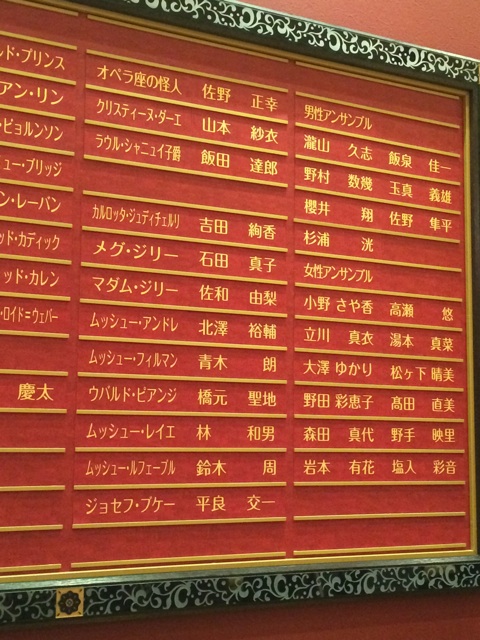 ルド・プリンス
アン・リン
・ビョルンソン
ュー・ブリッジ
ン・レーバン
ッド・カディック
ッド・カレン
・ロイド=ウェバー
慶太
オペラ座の怪人 佐野 正幸
クリスティーヌ・ダーエ 山本 紗衣
ラウル・シャニュイ子爵 飯田 達郎
カルロッタ・ジュディチェルリ 吉田 絢香
メグ・ジリー 石田 真子
マダム・ジリー 佐和 由梨
ムッシュー・アンドレ 北澤 裕輔
ムッシュー・フィルマン 青木 朗
ウバルド・ピアンジ 橋元 聖地
ムッシュー・レイエ 林 和男
ムッシュー・ルフェーブル 鈴木 周
ジョセフ・ブケー 平良 交一
男性アンサンブル
瀧山 久志 飯泉 佳一
野村 数幾 玉真 義雄
櫻井 翔 佐野 隼平
杉浦 洸
女性アンサンブル
小野 さや香 高瀬 悠
立川 真衣 湯本 真菜
大澤 ゆかり 松ヶ下 晴美
野田 彩恵子 髙田 直美
森田 真代 野手 映里
岩本 有花 塩入 彩音